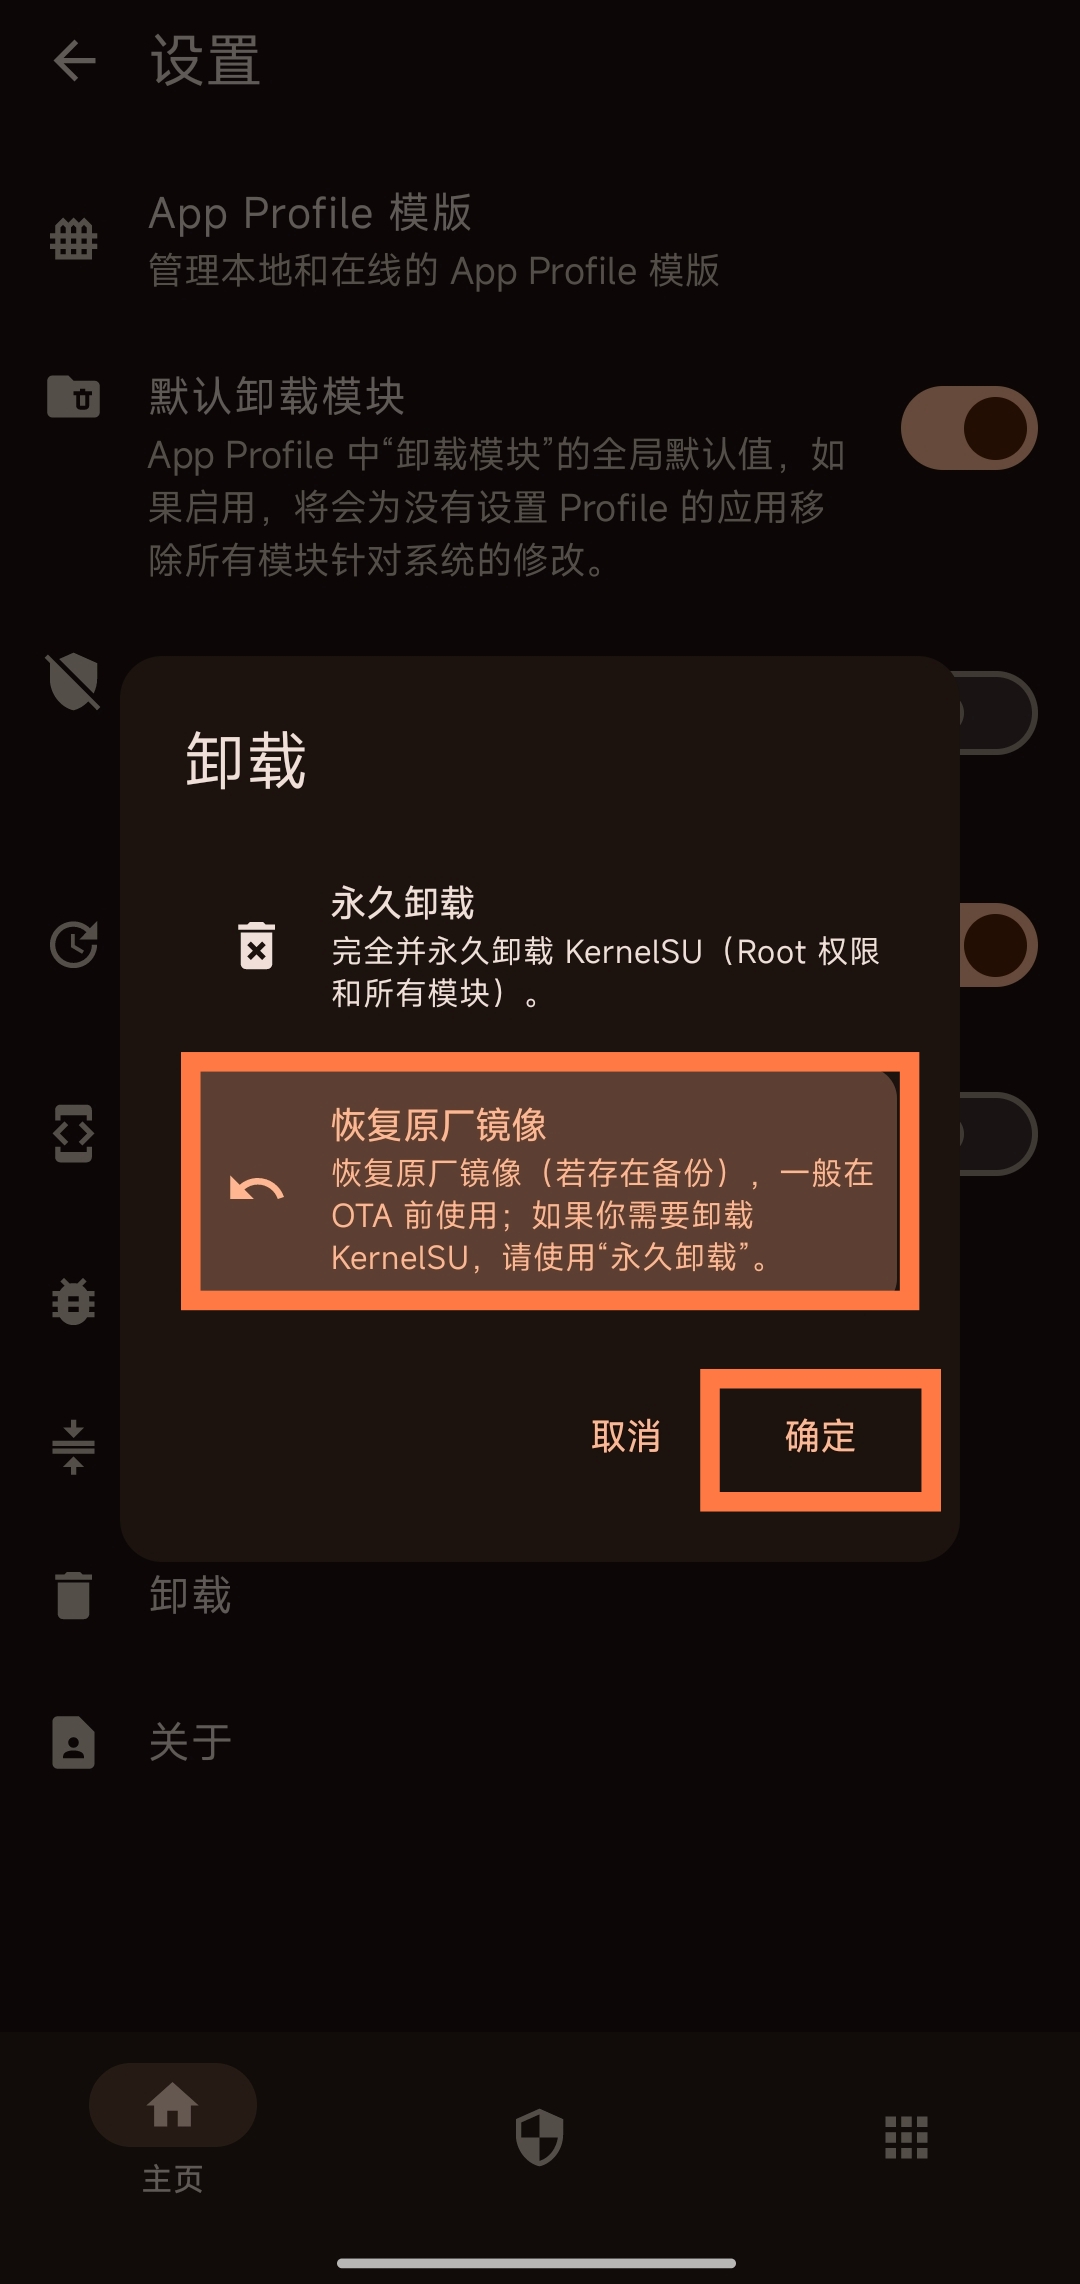 设置
App Profile 模版
管理本地和在线的 App Profile 模版
默认卸载模块
App Profile 中“卸载模块”的全局默认值，如
果启用，将会为没有设置 Profile 的应用移
除所有模块针对系统的修改。
卸载
永久卸载
完全并永久卸载 KernelSU（Root 权限
和所有模块）。
恢复原厂镜像
恢复原厂镜像（若存在备份），一般在
OTA 前使用；如果你需要卸载
KernelSU，请使用“永久卸载”。
取消
确定
卸载
关于
主页